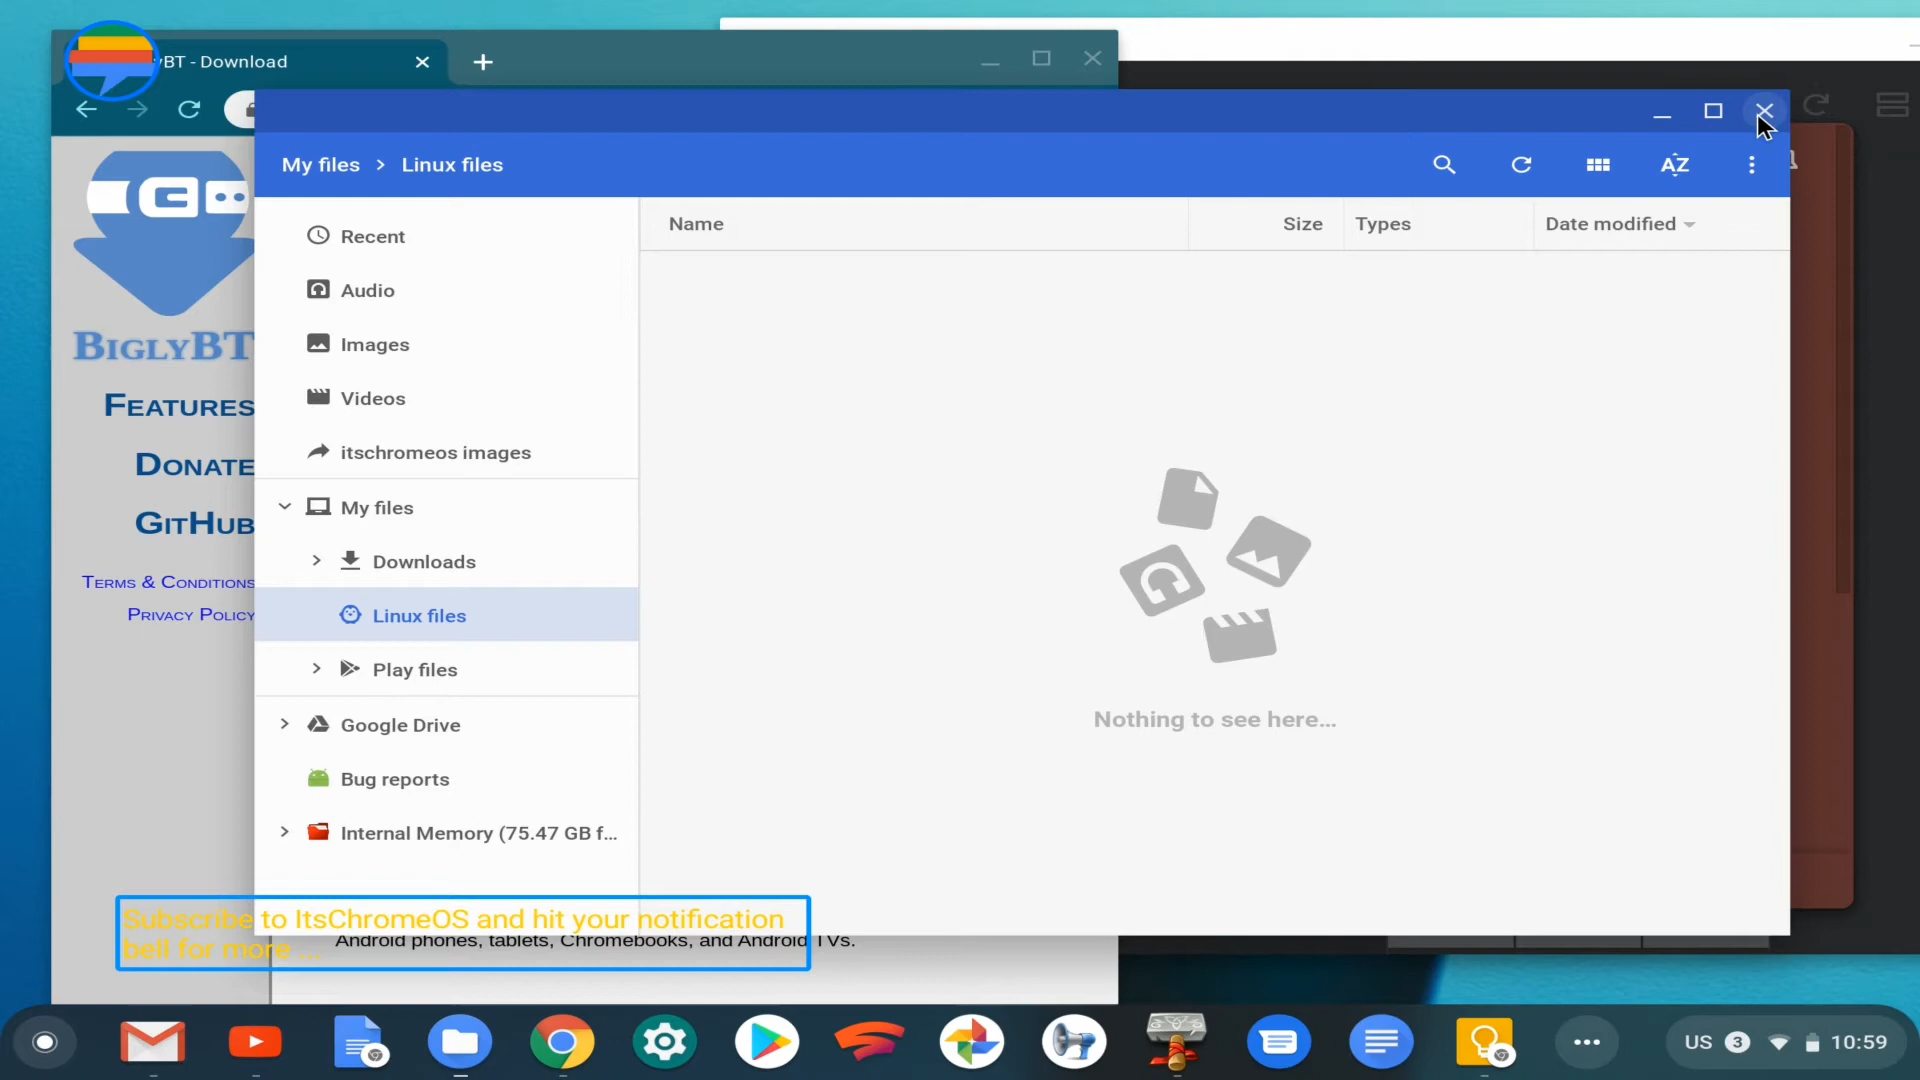 yBT - Download
My files > Linux files
Name
Size
Types
Date modified
Recent
Audio
Images
Videos
itschromeos images
My files
Downloads
Linux files
Play files
Google Drive
Bug reports
Internal Memory (75.47 GB f...
AZ
Nothing to see here...
BIGLYBT
FEATURES
DONATE
GITHUB
TERMS & CONDITIONS
PRIVACY POLICY
Subscribe to ItsChromeOS and hit your notification
bell for more ...
Android phones, tablets, Chromebooks, and Android TVs.
US 3 10:59